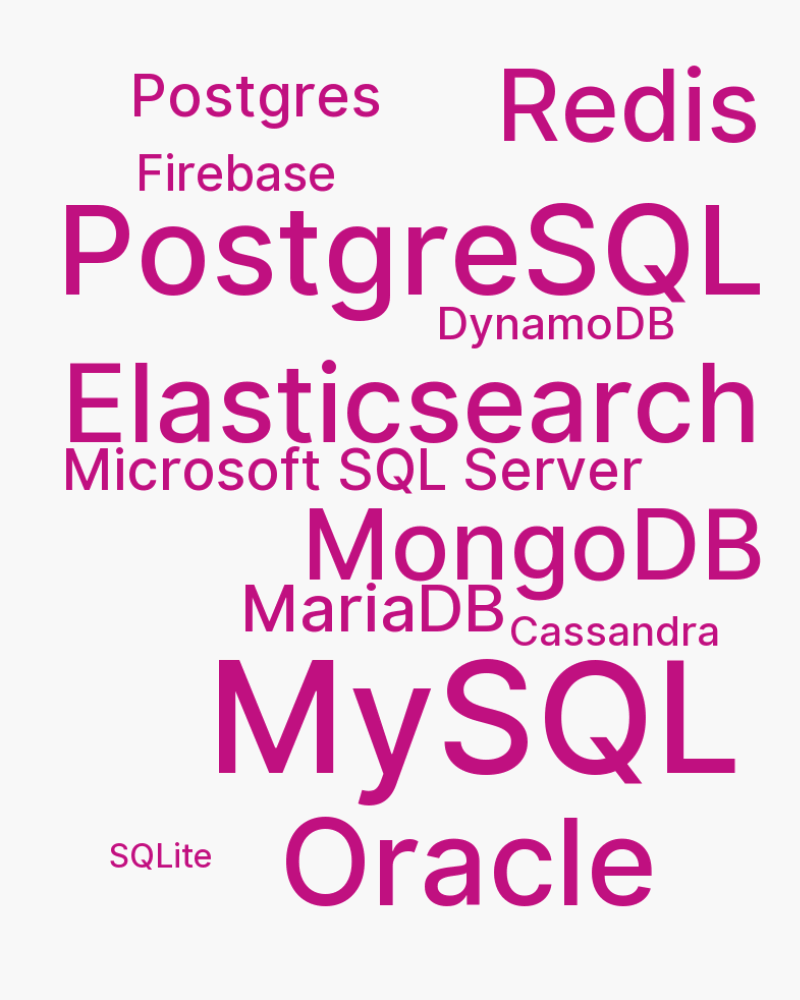 Postgres
Redis
Firebase
PostgreSQL
DynamoDB
Elasticsearch
Microsoft SQL Server
MongoDB
MariaDB
Cassandra
MySQL
SQLite
Oracle